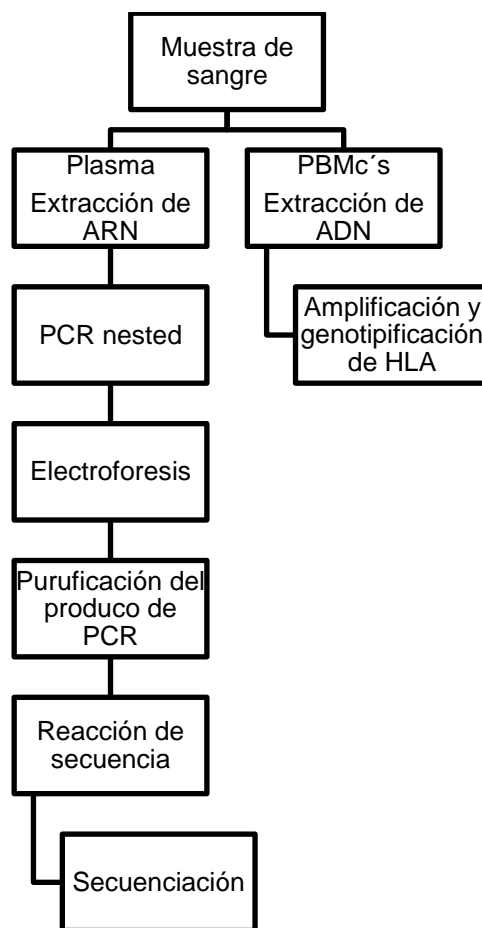 Muestra de
sangre
Plasma
Extracción de
ARN
PBMc´s
Extracción de
ADN
PCR nested
Amplificación y
genotipificación
de HLA
Electroforesis
Puruficación del
produco de
PCR
Reacción de
secuencia
Secuenciación